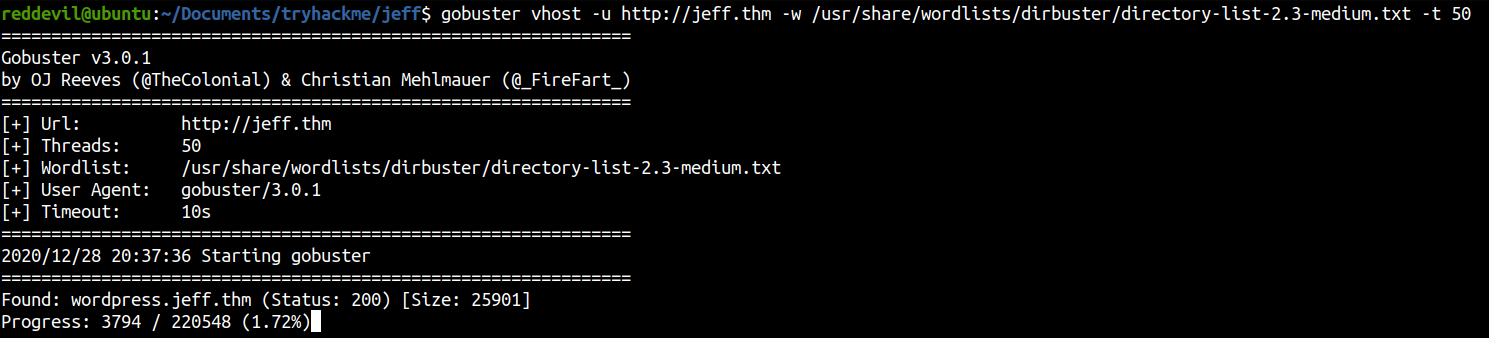 reddevil@ubuntu:~/Documents/tryhackme/jeff$ gobuster vhost -u http://jeff.thm -w /usr/share/wordlists/dirbuster/directory-list-2.3-medium.txt -t 50
===============================================================
Gobuster v3.0.1
by OJ Reeves (@TheColonial) & Christian Mehlmauer (@_FireFart_)
===============================================================
[+] Url:          http://jeff.thm
[+] Threads:      50
[+] Wordlist:     /usr/share/wordlists/dirbuster/directory-list-2.3-medium.txt
[+] User Agent:   gobuster/3.0.1
[+] Timeout:      10s
===============================================================
2020/12/28 20:37:36 Starting gobuster
===============================================================
Found: wordpress.jeff.thm (Status: 200) [Size: 25901]
Progress: 3794 / 220548 (1.72%)